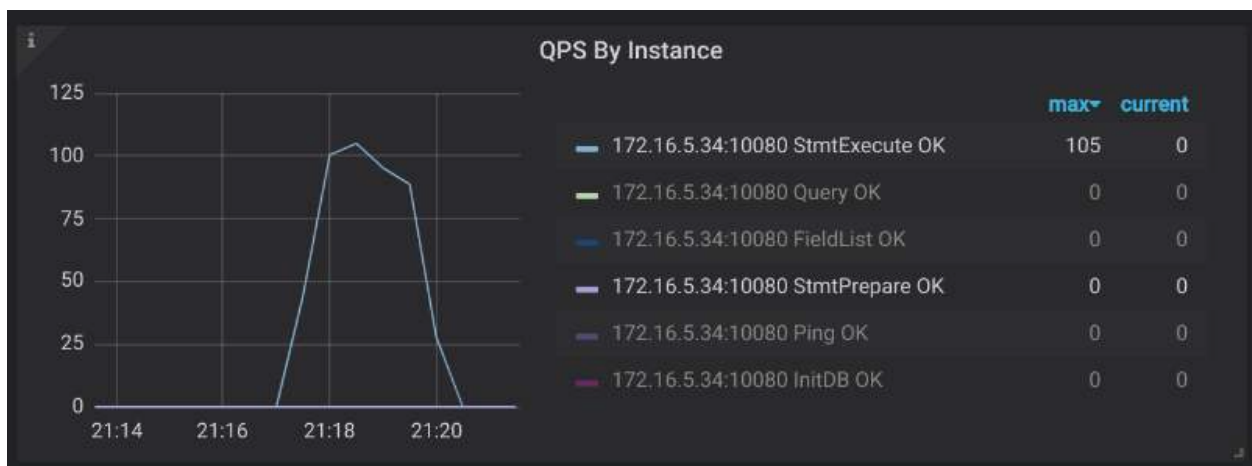 i
QPS By Instance
125
100
75
50
25
0
21:14 21:16 21:18 21:20
max current
172.16.5.34:10080 StmtExecute OK 105 0
172.16.5.34:10080 Query OK 0 0
172.16.5.34:10080 FieldList OK 0 0
172.16.5.34:10080 StmtPrepare OK 0 0
172.16.5.34:10080 Ping OK 0 0
172.16.5.34:10080 InitDB OK 0 0